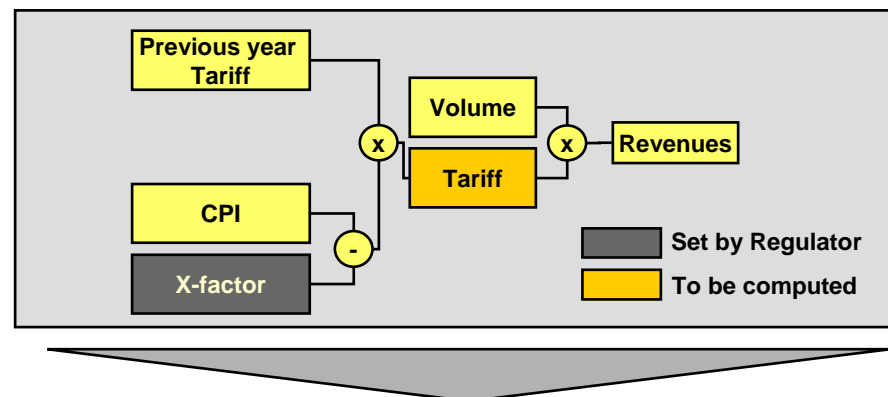 Previous year
Tariff
Volume
x
x
Revenues
Tariff
CPI
-
X-factor
Set by Regulator
To be computed